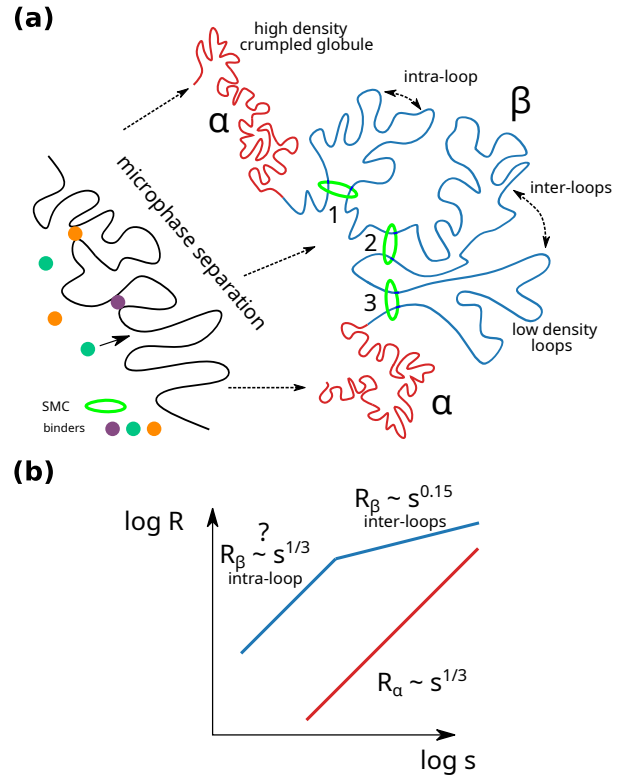 (a)
high density
crumpled globule
α
intra-loop
β
microphase separation
inter-loops
1
2
3
low density
loops
α
SMC
binders
(b)
log R
?
R_β ~ s^{1/3}
intra-loop
R_β ~ s^{0.15}
inter-loops
R_α ~ s^{1/3}
log s